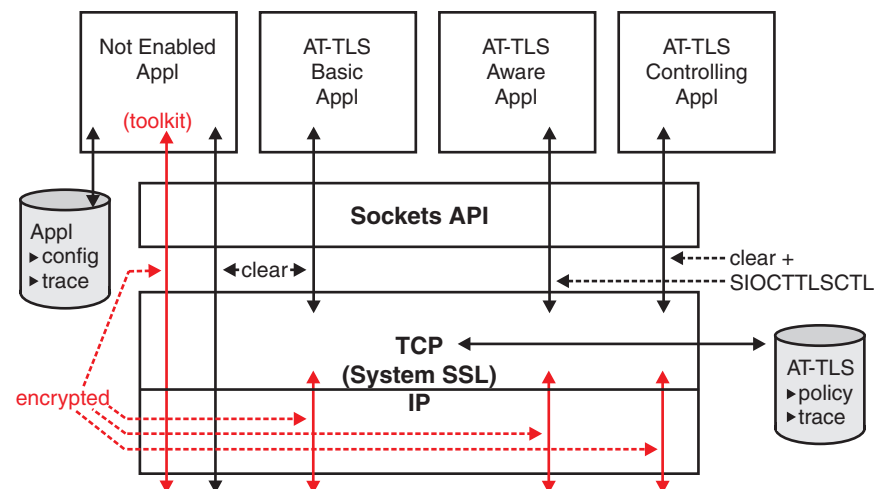 Not Enabled
Appl
(toolkit)
AT-TLS
Basic
Appl
AT-TLS
Aware
Appl
AT-TLS
Controlling
Appl
Sockets API
Appl
▸config
▸trace
clear
clear +
SIOCTTLSCTL
TCP
(System SSL)
IP
encrypted
AT-TLS
▸policy
▸trace